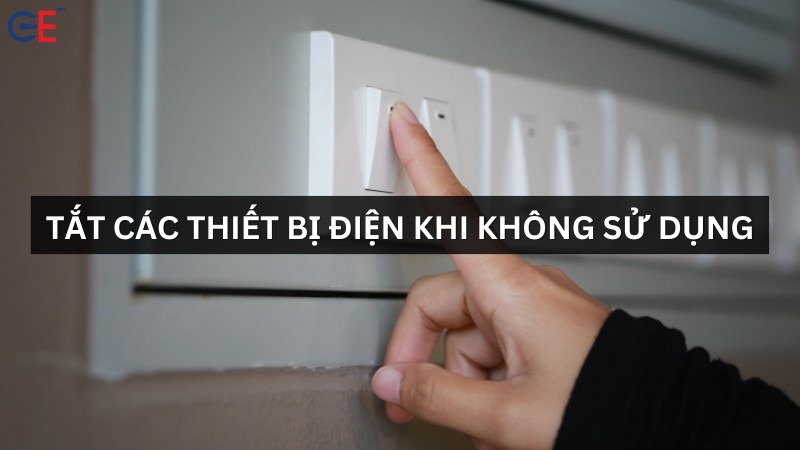 GE
TẮT CÁC THIẾT BỊ ĐIỆN KHI KHÔNG SỬ DỤNG